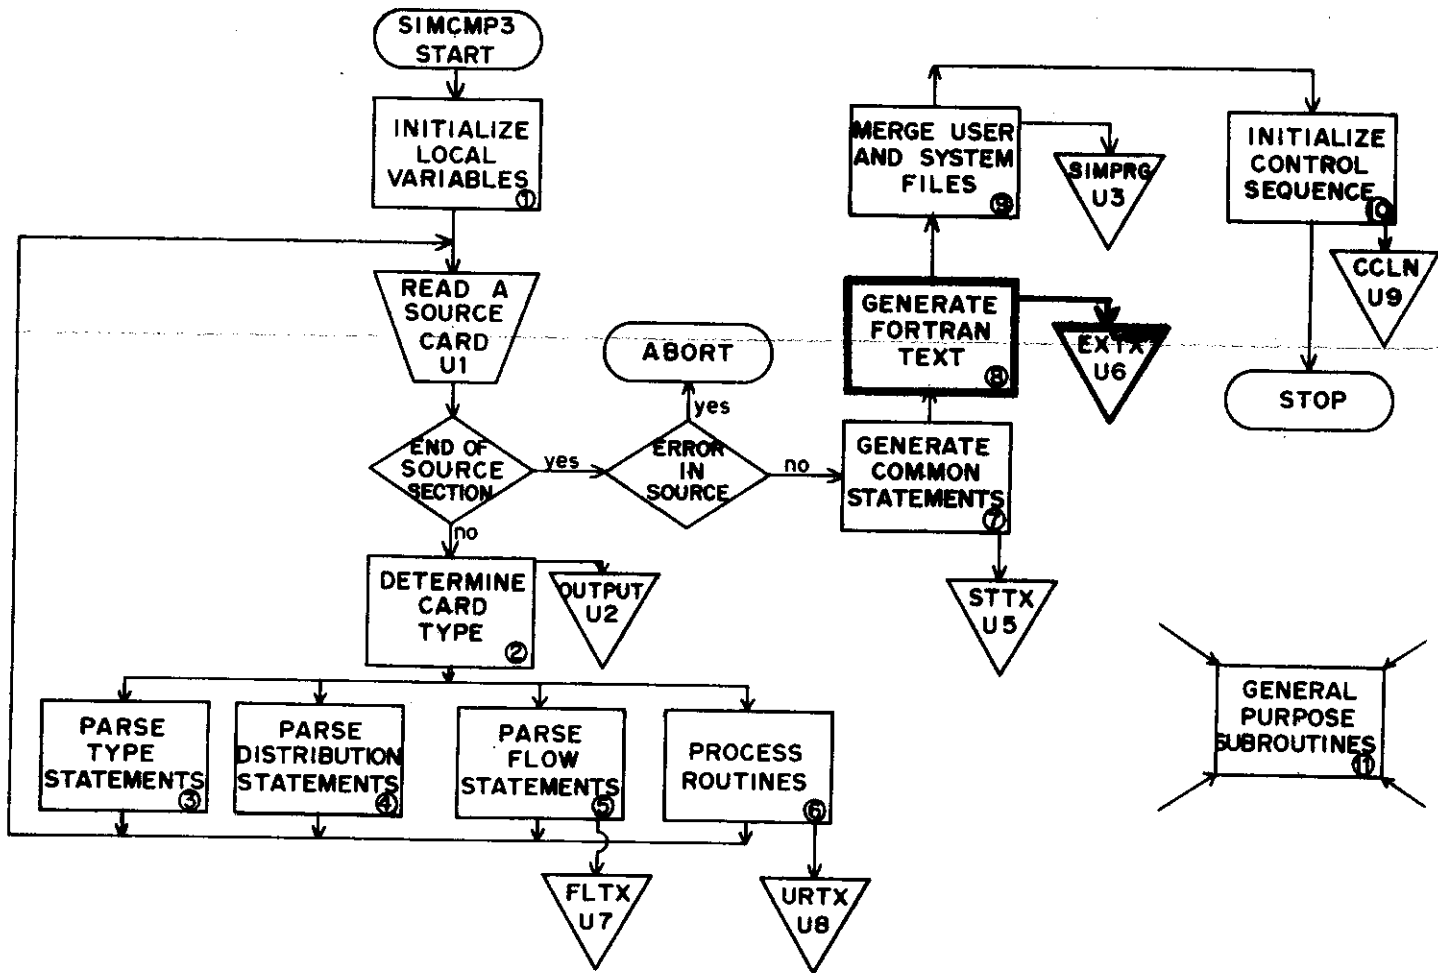 SIMCMP3
START
INITIALIZE
LOCAL
VARIABLES
①
READ A
SOURCE
CARD
U1
END OF
SOURCE
SECTION
yes
no
ERROR
IN
SOURCE
yes
no
ABORT
DETERMINE
CARD
TYPE
②
OUTPUT
U2
PARSE
TYPE
STATEMENTS
③
PARSE
DISTRIBUTION
STATEMENTS
④
PARSE
FLOW
STATEMENTS
⑤
PROCESS
ROUTINES
⑥
FLTX
U7
URTX
U8
GENERATE
COMMON
STATEMENTS
⑦
STTX
U5
GENERATE
FORTRAN
TEXT
⑧
EXTX
U6
MERGE USER
AND SYSTEM
FILES
⑨
SIMPRG
U3
INITIALIZE
CONTROL
SEQUENCE
⑩
CCLN
U9
STOP
GENERAL
PURPOSE
SUBROUTINES
⑪